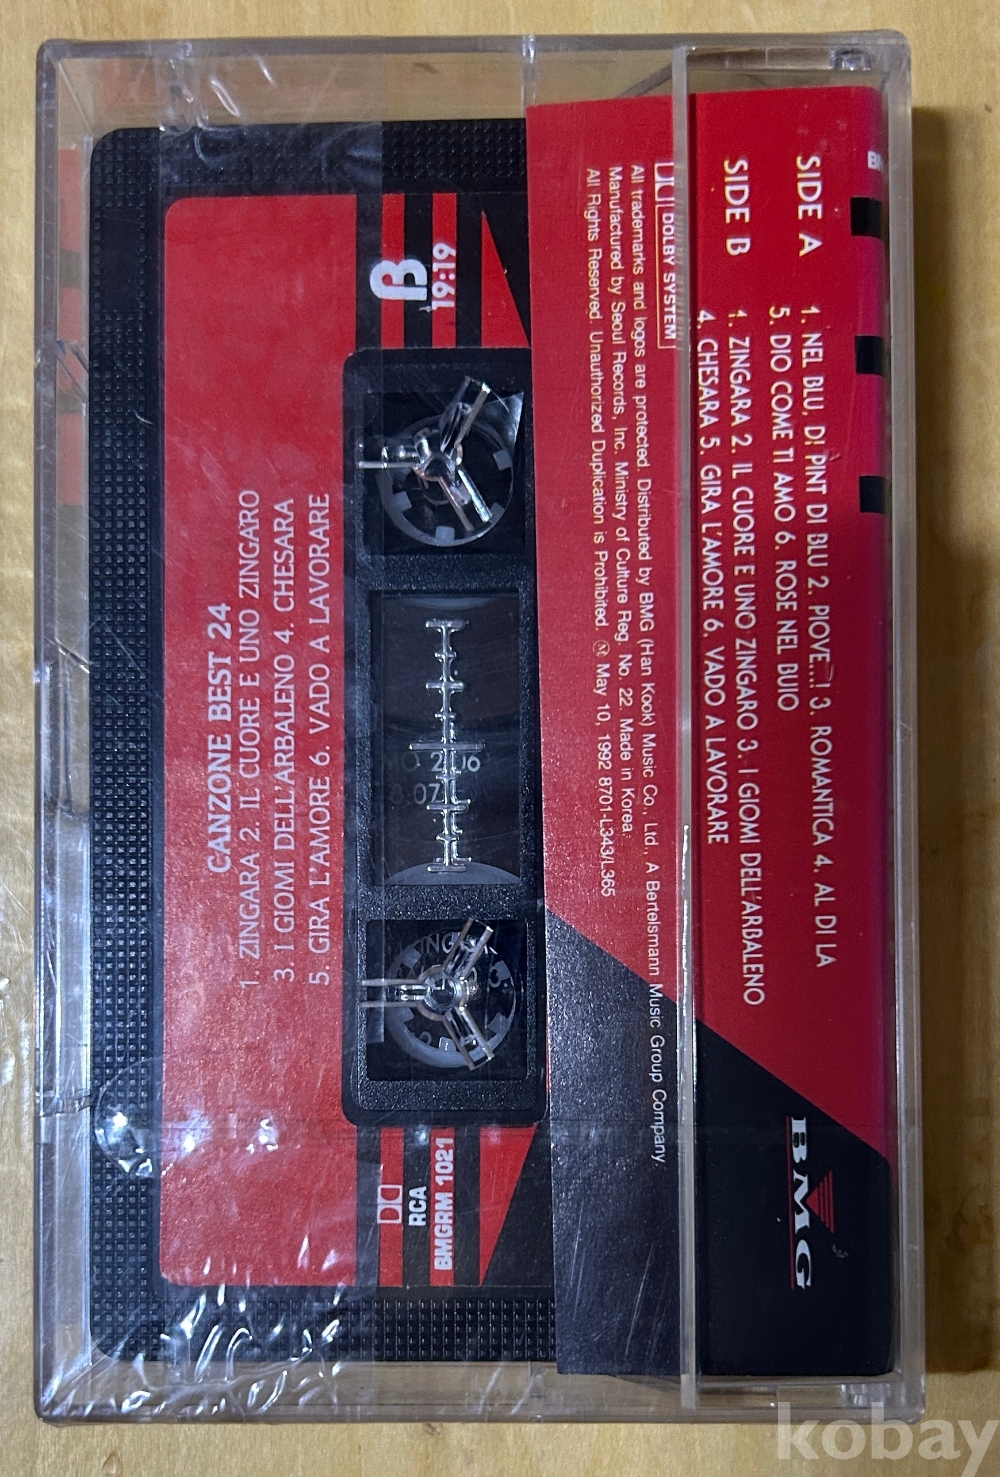 SIDE A
1. NEL BLU, D! PINT DI BLU 2. PIOVE...! 3. ROMANTICA 4. AL DI LA
5. DIO COME TI AMO 6. ROSE NEL BUIO
SIDE B
1. ZINGARA 2. IL CUORE E UNO ZINGARO 3. I GIOMI DELL'ARBALENO
4. CHESARA 5. GIRA L'AMORE 6. VADO A LAVORARE
DOLBY SYSTEM
All trademarks and logos are protected. Distributed by BMG (Han Kook) Music Co., Ltd., A Bertelsmann Music Group Company.
Manufactured by Seoul Records, Inc. Ministry of Culture Reg. No. 22. Made in Korea.
All Rights Reserved. Unauthorized Duplication is Prohibited. Ⓜ May 10, 1992 8701-L343/L365
BMG
B
19:19
RCA
BMGRM 1021
CANZONE BEST 24
1. ZINGARA 2. IL CUORE E UNO ZINGARO
3. I GIOMI DELL'ARBALENO 4. CHESARA
5. GIRA L'AMORE 6. VADO A LAVORARE
kobay